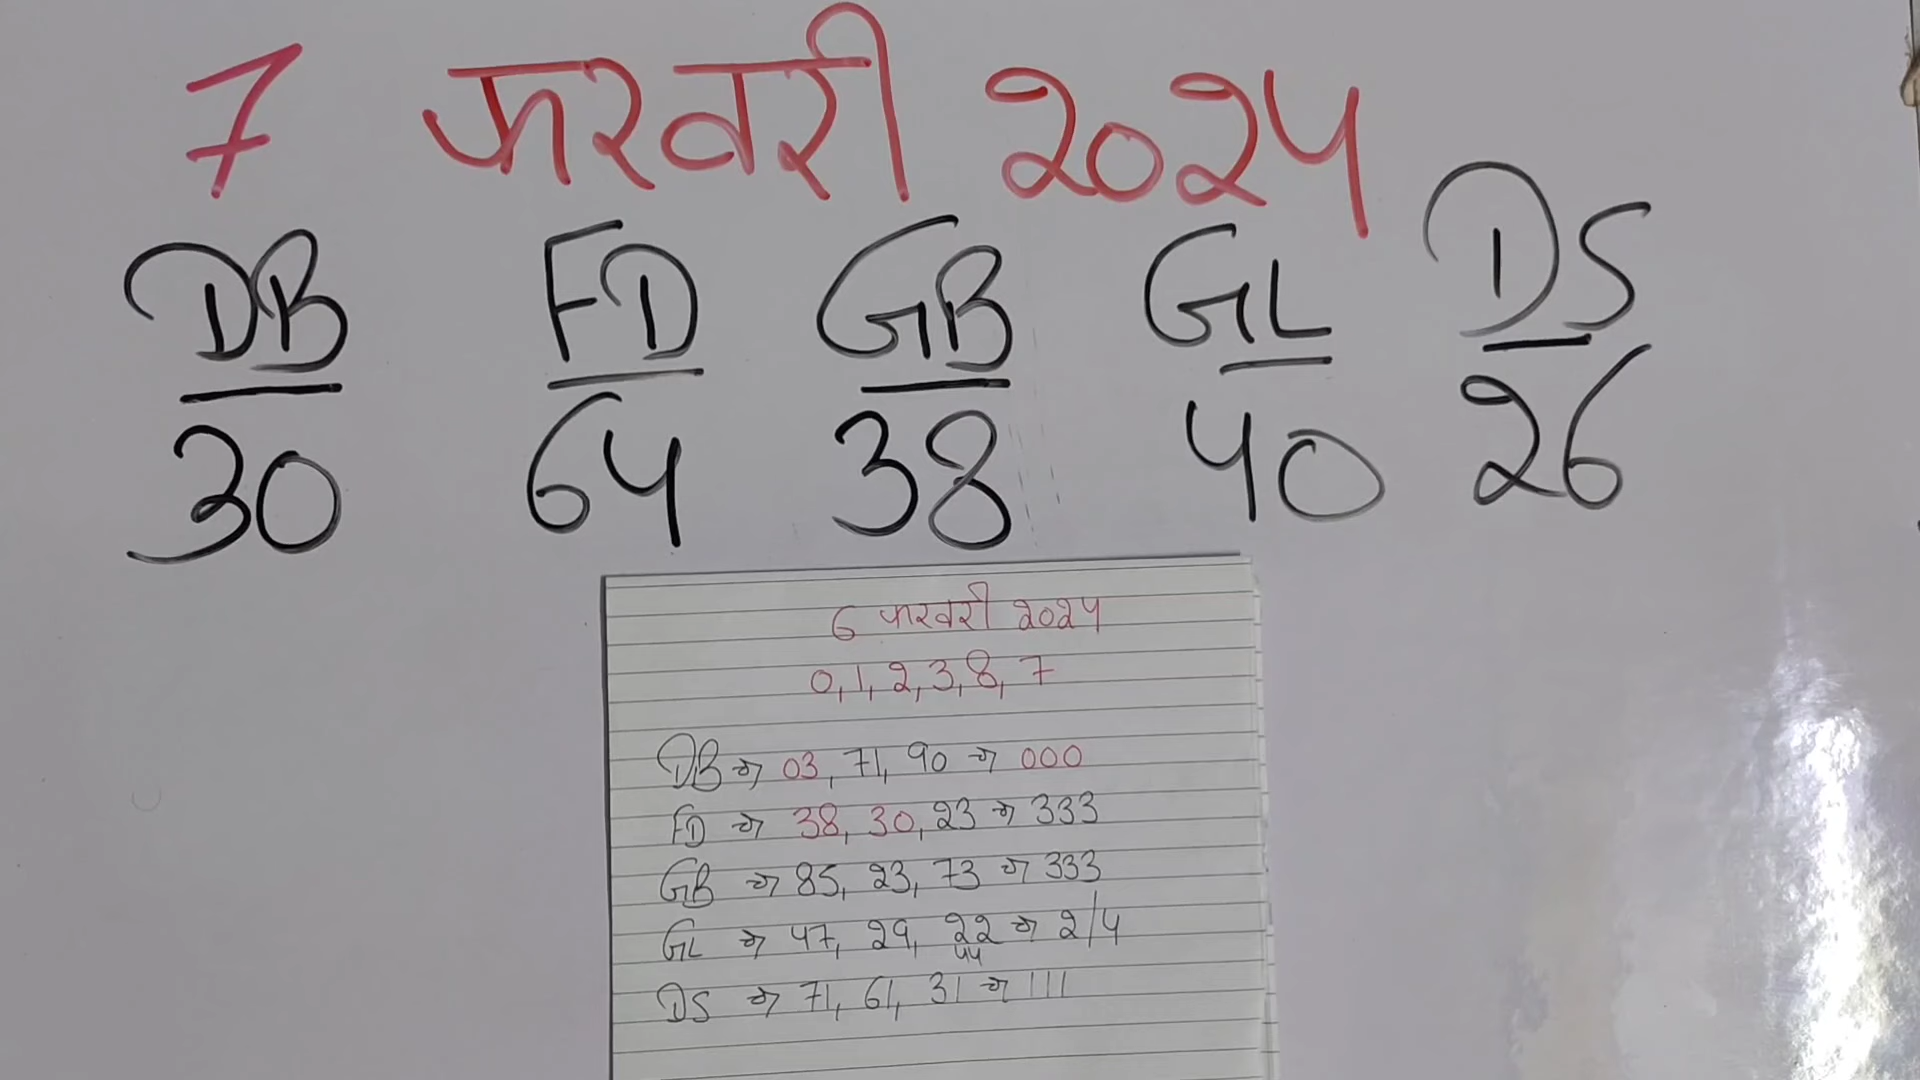 7 फरवरी 2024
DB FD GB GL DS
30 64 38 40 26
6 फरवरी 2024
0, 1, 2, 3, 8, 7
DB → 03, 71, 90 → 000
FD → 38, 30, 23 → 333
GB → 85, 23, 73 → 333
GL → 47, 29, 22 → 2/4
44
DS → 71, 61, 31 → 111